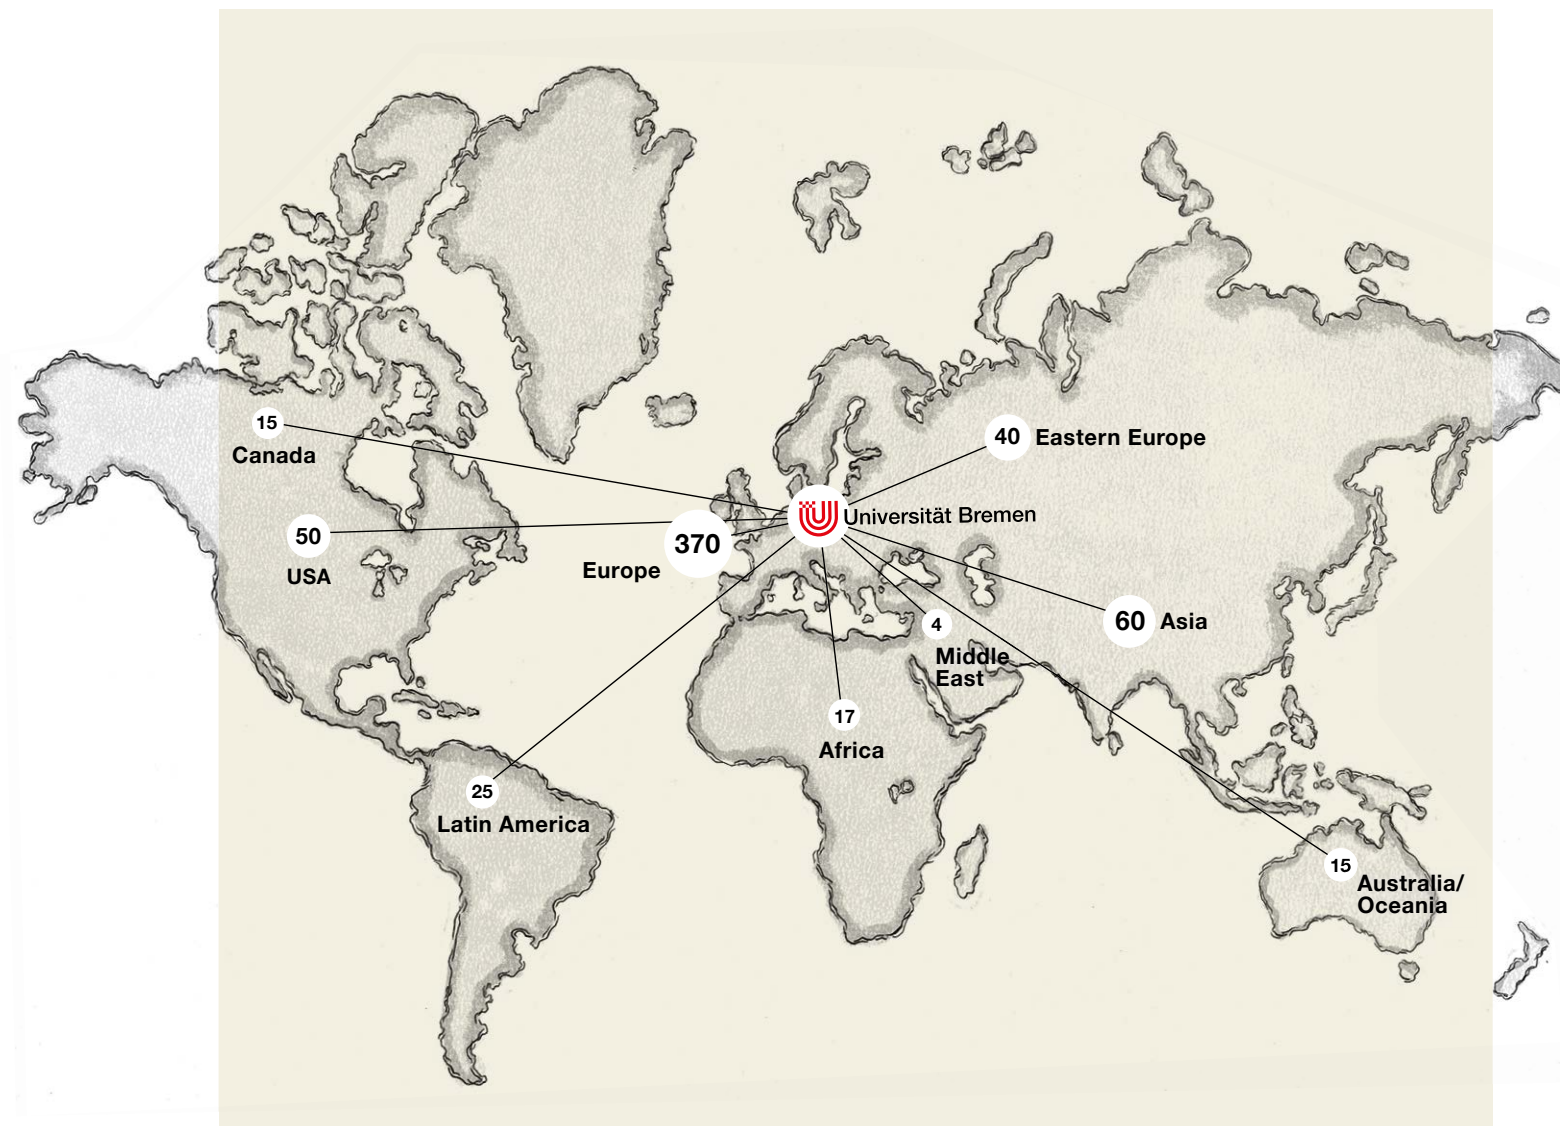 15
Canada
40 Eastern Europe
Universität Bremen
50
USA
370
Europe
60 Asia
4
Middle
East
17
Africa
25
Latin America
15
Australia/
Oceania